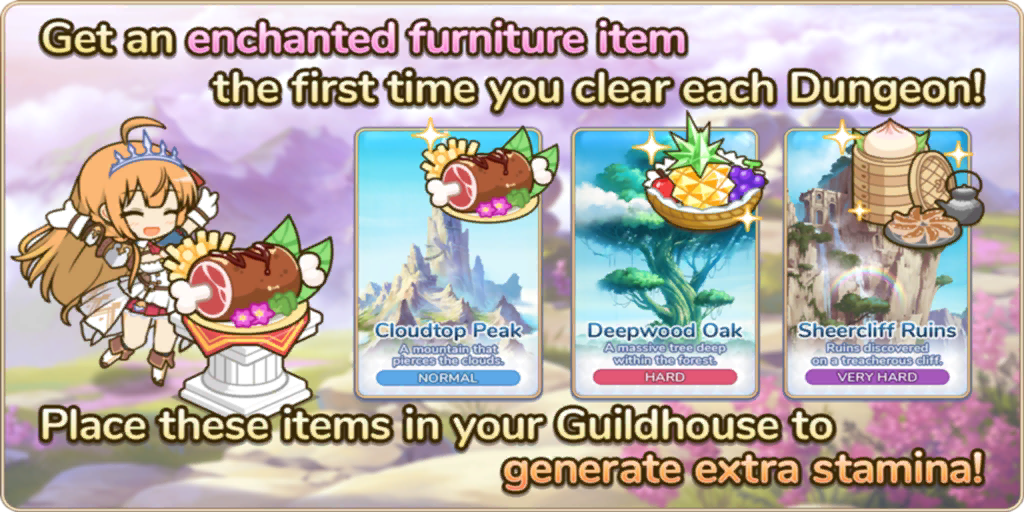 Get an enchanted furniture item
the first time you clear each Dungeon!
Cloudtop Peak
A mountain that
pierces the clouds.
NORMAL
Deepwood Oak
A massive tree deep
within the forest.
HARD
Sheercliff Ruins
Ruins discovered
on a treacherous cliff.
VERY HARD
Place these items in your Guildhouse to
generate extra stamina!